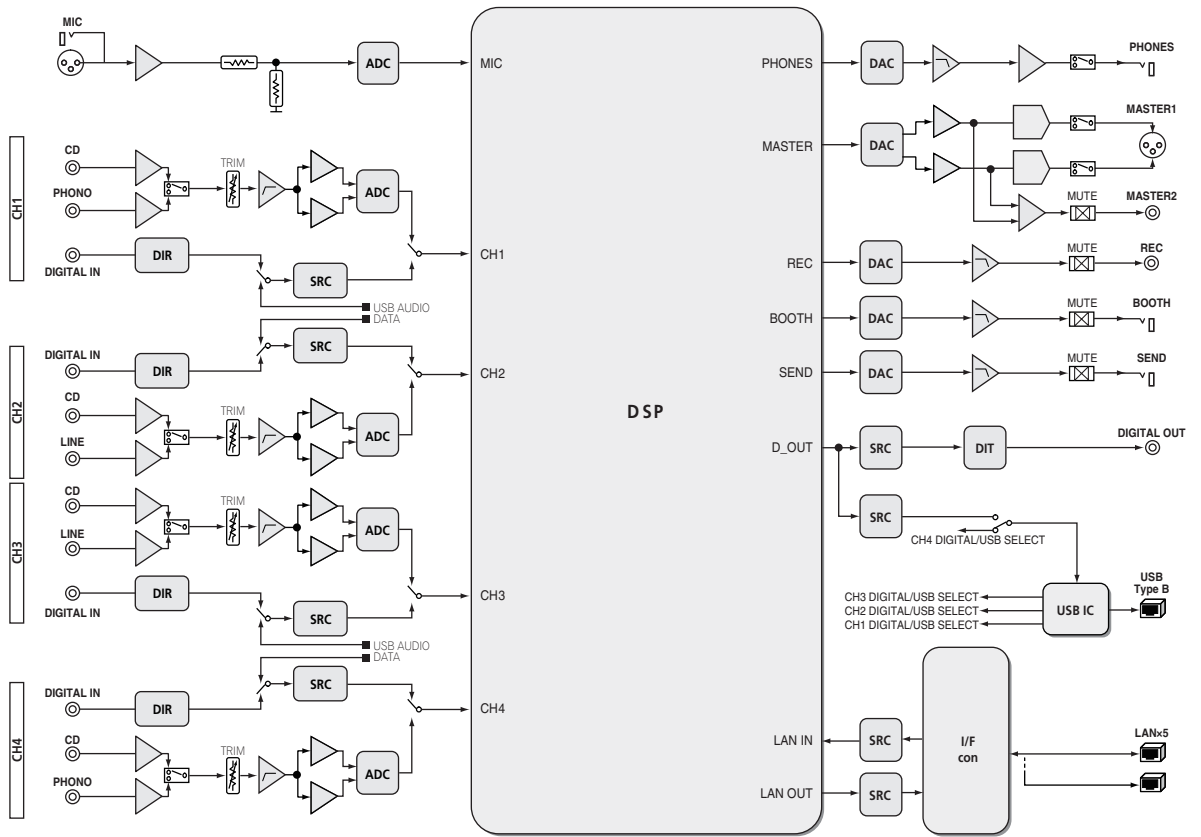 MIC
ADC
MIC
CH1
CD
PHONO
TRIM
ADC
DIGITAL IN
DIR
SRC
CH1
USB AUDIO
DATA
CH2
DIGITAL IN
DIR
SRC
CH2
CD
LINE
TRIM
ADC
CH3
CD
LINE
TRIM
ADC
DIGITAL IN
DIR
SRC
CH3
USB AUDIO
DATA
CH4
DIGITAL IN
DIR
SRC
CH4
CD
PHONO
TRIM
ADC
DSP
PHONES
DAC
PHONES
MASTER
DAC
MASTER1
MUTE
MASTER2
REC
DAC
MUTE
REC
BOOTH
DAC
MUTE
BOOTH
SEND
DAC
MUTE
SEND
D_OUT
SRC
DIT
DIGITAL OUT
SRC
CH4 DIGITAL/USB SELECT
CH3 DIGITAL/USB SELECT
CH2 DIGITAL/USB SELECT
CH1 DIGITAL/USB SELECT
USB IC
USB
Type B
LAN IN
SRC
I/F
con
LAN×5
LAN OUT
SRC